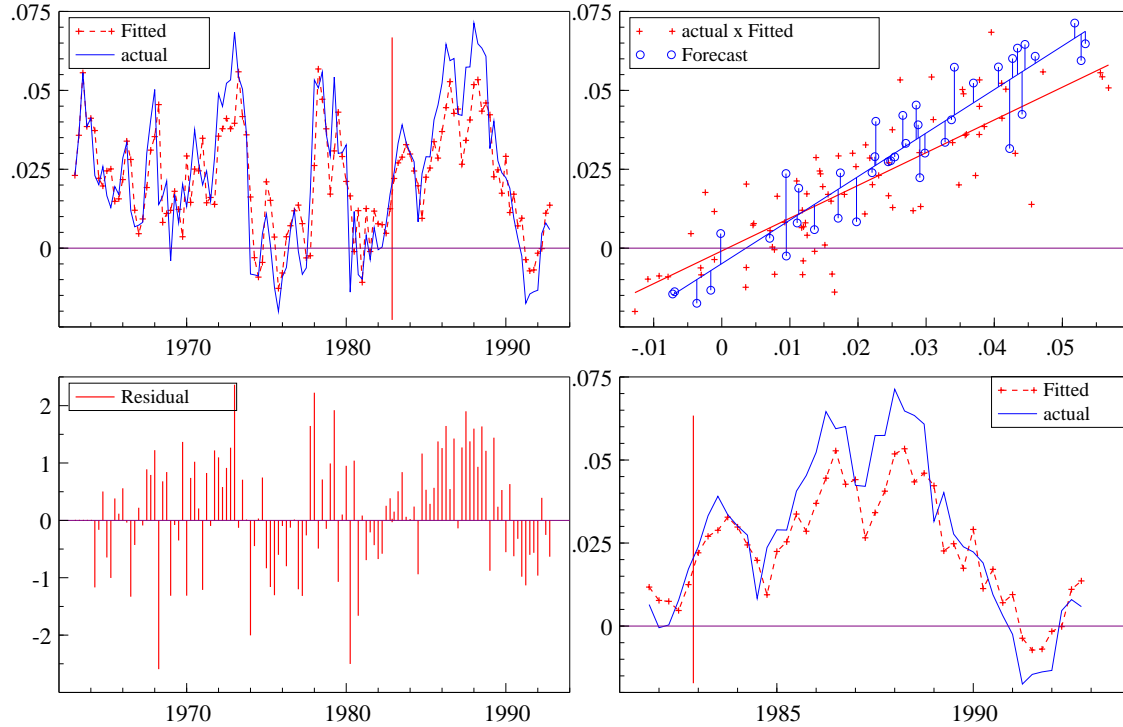 .075
.05
.025
0
1970 1980 1990
Fitted
actual
.075
.05
.025
0
-.01 0 .01 .02 .03 .04 .05
actual x Fitted
Forecast
2
1
0
-1
-2
1970 1980 1990
Residual
.075
.05
.025
0
1985 1990
Fitted
actual